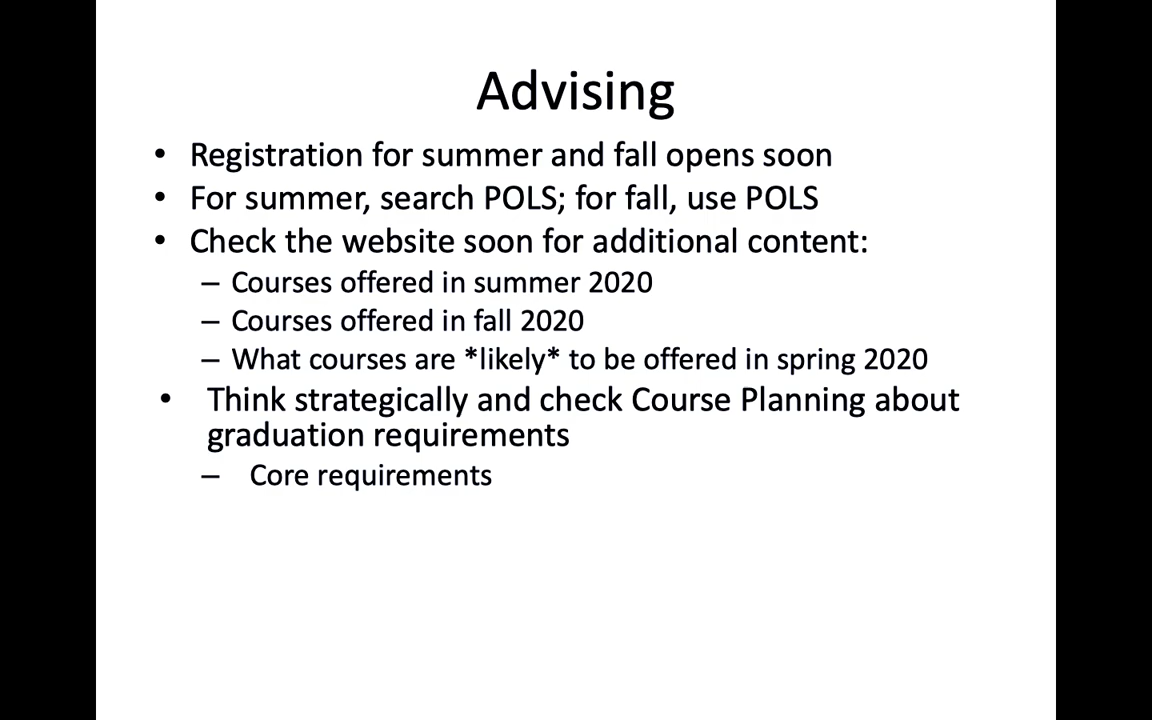 Advising
• Registration for summer and fall opens soon
• For summer, search POLS; for fall, use POLS
• Check the website soon for additional content:
– Courses offered in summer 2020
– Courses offered in fall 2020
– What courses are *likely* to be offered in spring 2020
• Think strategically and check Course Planning about
graduation requirements
– Core requirements